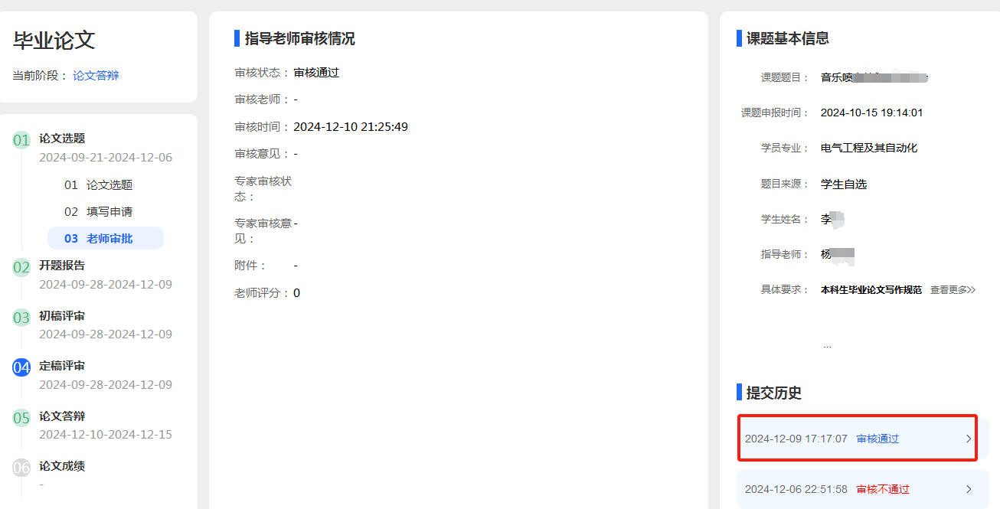 毕业论文
当前阶段： 论文答辩
01 论文选题
2024-09-21-2024-12-06
01 论文选题
02 填写申请
03 老师审批
02 开题报告
2024-09-28-2024-12-09
03 初稿评审
2024-09-28-2024-12-09
04 定稿评审
2024-09-28-2024-12-09
05 论文答辩
2024-12-10-2024-12-15
06 论文成绩
-
指导老师审核情况
审核状态： 审核通过
审核老师： -
审核时间： 2024-12-10 21:25:49
审核意见： -
专家审核状
态：
专家审核意 -
见：
附件： -
老师评分： 0
课题基本信息
课题题目： 音乐喷
课题申报时间： 2024-10-15 19:14:01
学员专业： 电气工程及其自动化
题目来源： 学生自选
学生姓名： 李
指导老师： 杨
具体要求： 本科生毕业论文写作规范 查看更多>>
...
提交历史
2024-12-09 17:17:07 审核通过 >
2024-12-06 22:51:58 审核不通过 >